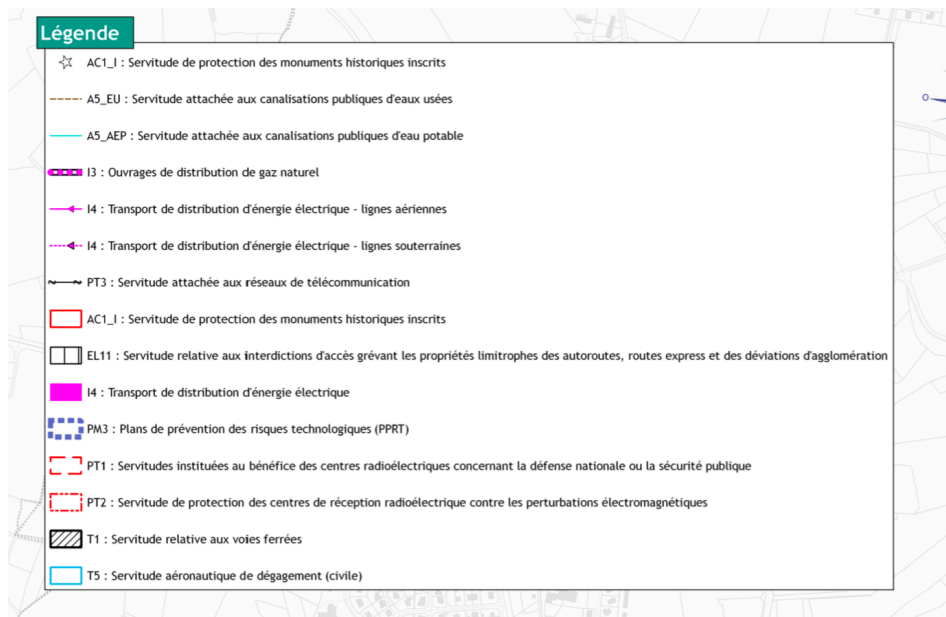 Légende
AC1_I : Servitude de protection des monuments historiques inscrits
A5_EU : Servitude attachée aux canalisations publiques d'eaux usées
A5_AEP : Servitude attachée aux canalisations publiques d'eau potable
I3 : Ouvrages de distribution de gaz naturel
I4 : Transport de distribution d'énergie électrique - lignes aériennes
I4 : Transport de distribution d'énergie électrique - lignes souterraines
PT3 : Servitude attachée aux réseaux de télécommunication
AC1_I : Servitude de protection des monuments historiques inscrits
EL11 : Servitude relative aux interdictions d'accès grévant les propriétés limitrophes des autoroutes, routes express et des déviations d'agglomération
I4 : Transport de distribution d'énergie électrique
PM3 : Plans de prévention des risques technologiques (PPRT)
PT1 : Servitudes instituées au bénéfice des centres radioélectriques concernant la défense nationale ou la sécurité publique
PT2 : Servitude de protection des centres de réception radioélectrique contre les perturbations électromagnétiques
T1 : Servitude relative aux voies ferrées
T5 : Servitude aéronautique de dégagement (civile)
O